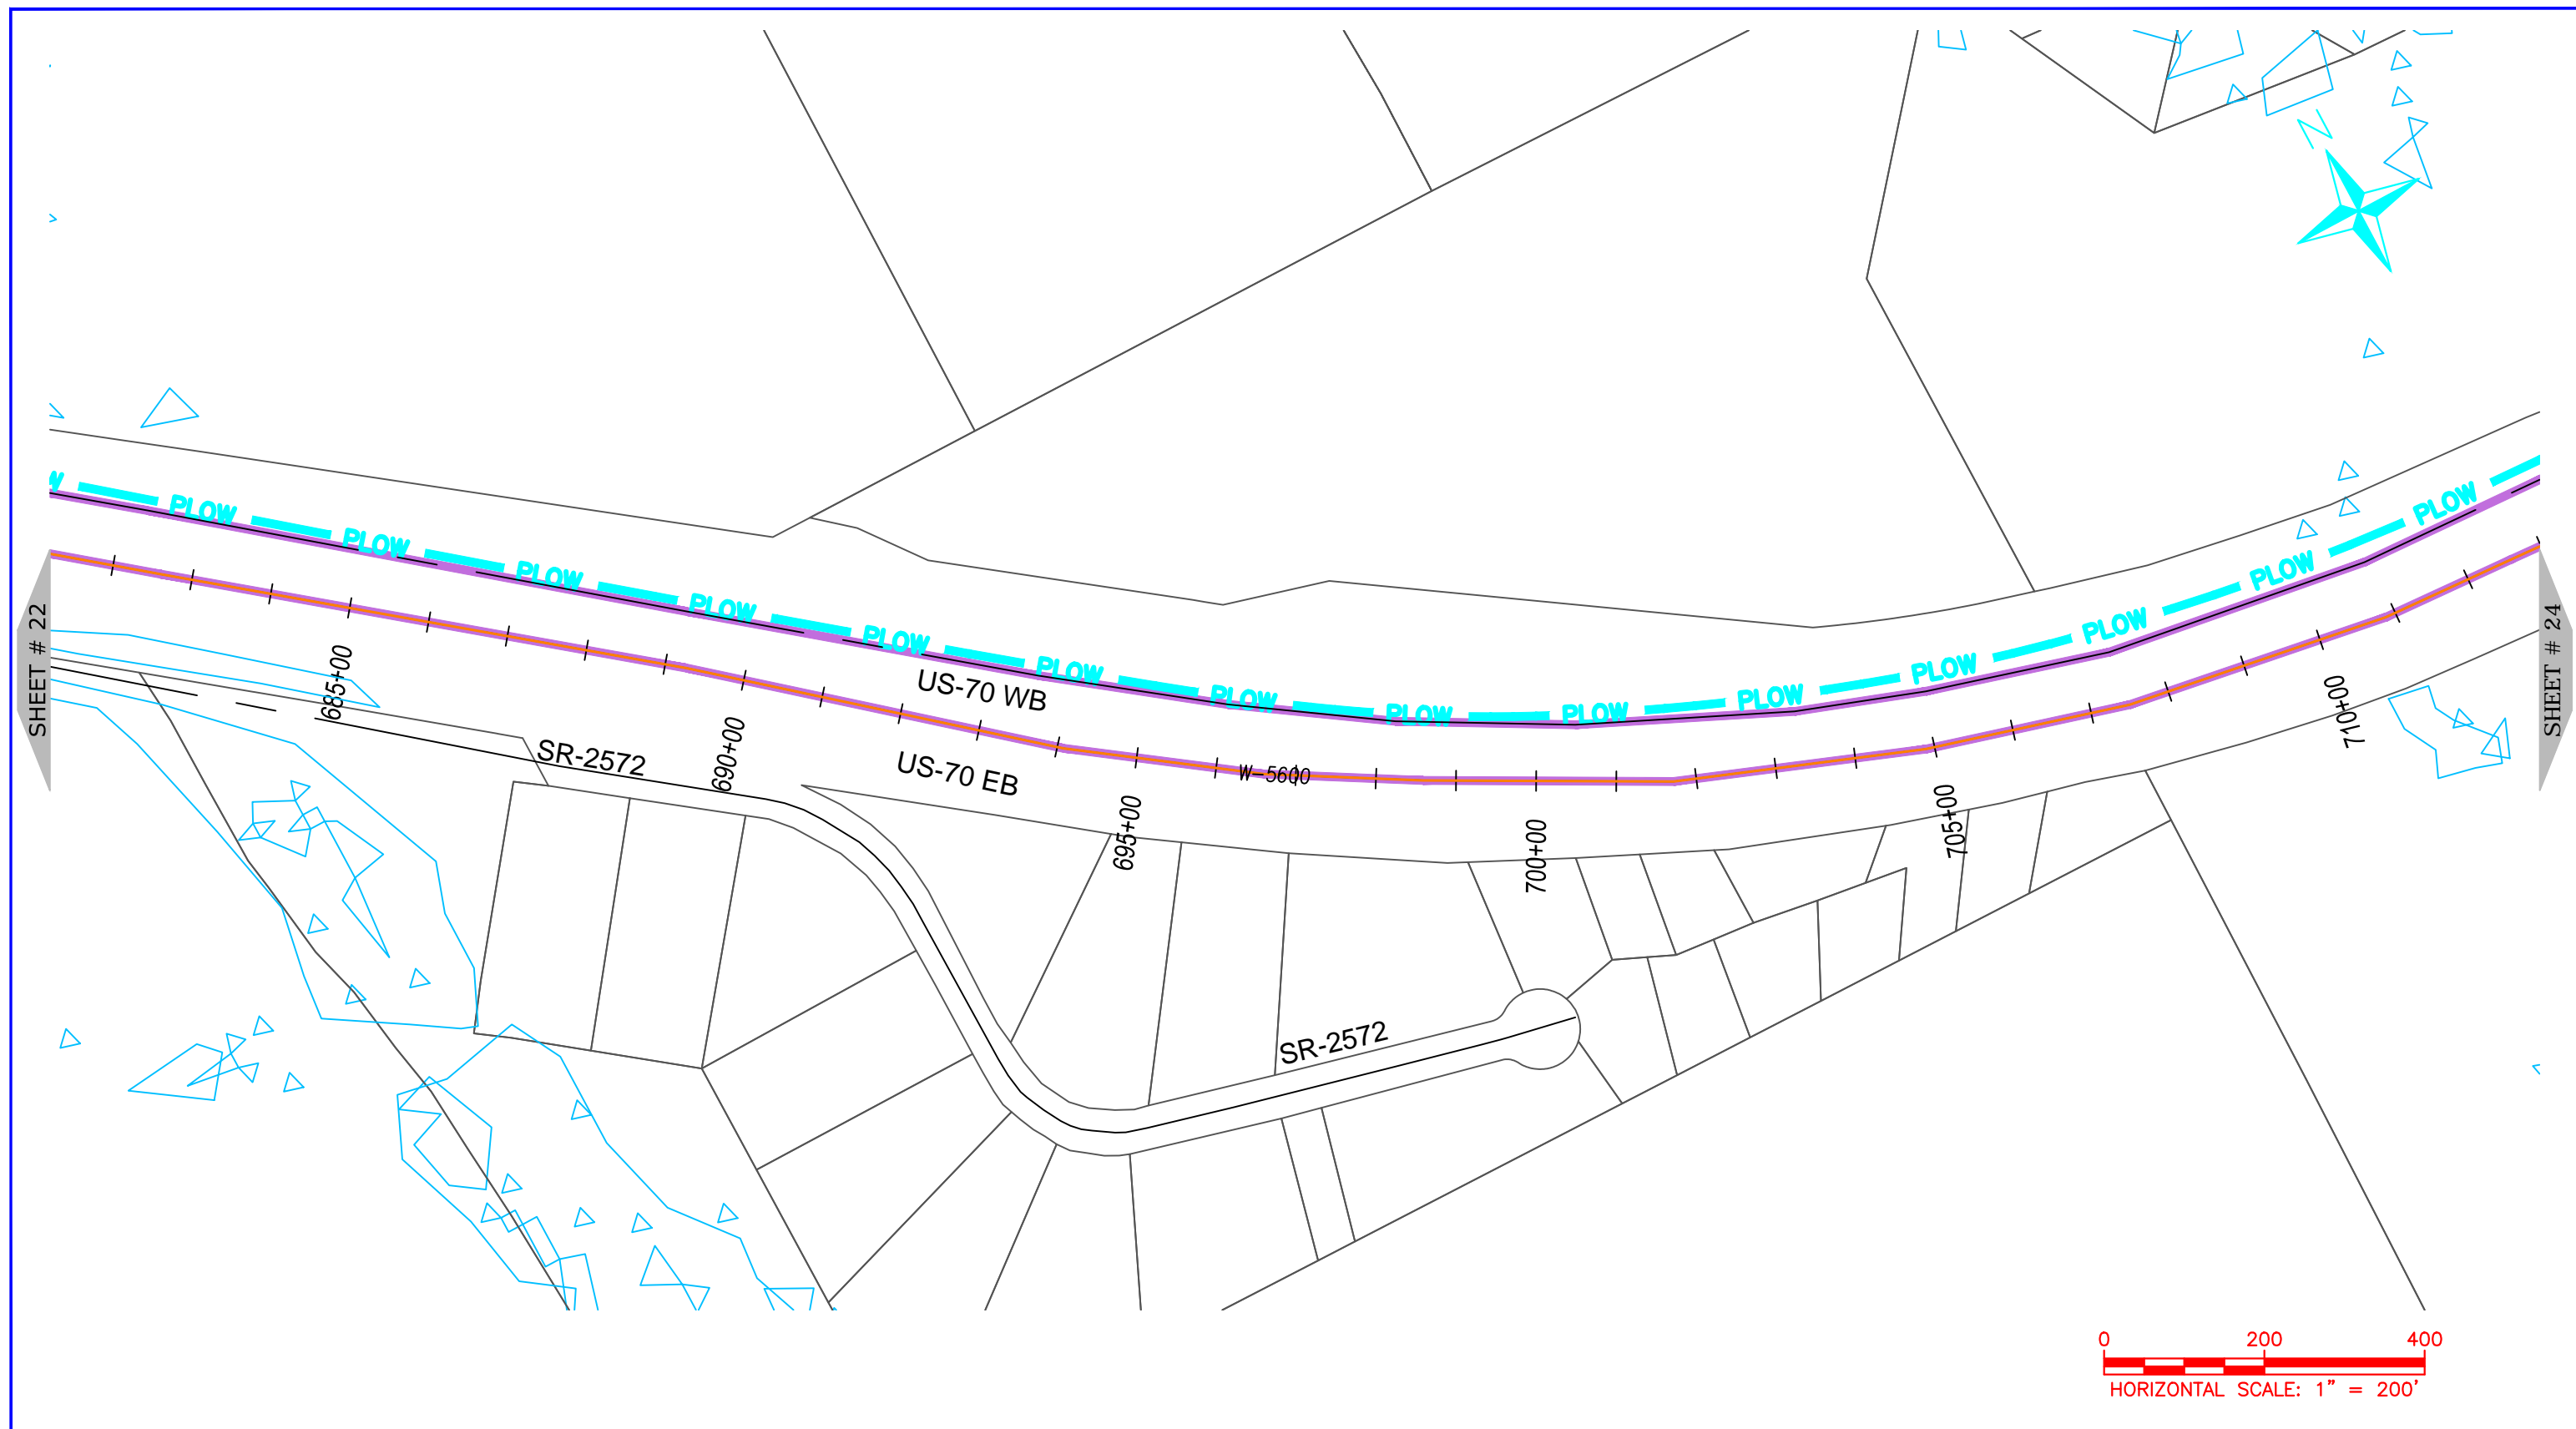 N
W PLOW PLOW PLOW PLOW PLOW PLOW PLOW PLOW PLOW PLOW PLOW PLOW PLOW PLOW
SHEET # 22
SHEET # 24
685+00
690+00
695+00
700+00
705+00
710+00
US-70 WB
US-70 EB
W-5600
SR-2572
SR-2572
0 200 400
HORIZONTAL SCALE: 1" = 200'